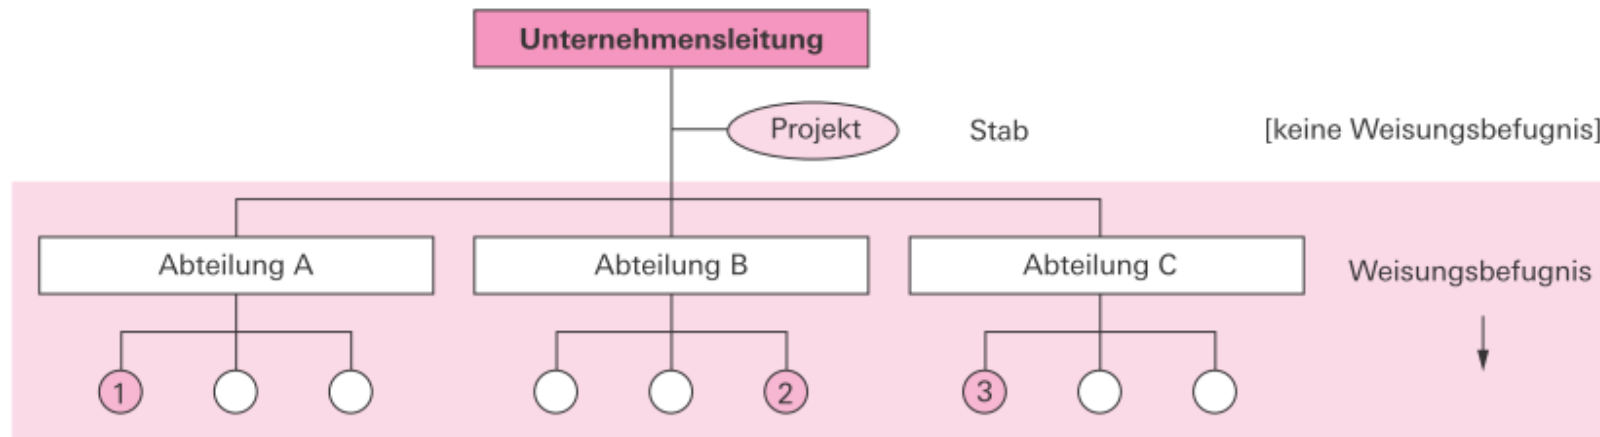 Unternehmensleitung
Projekt
Stab
[keine Weisungsbefugnis]
Abteilung A
Abteilung B
Abteilung C
Weisungsbefugnis
1
2
3